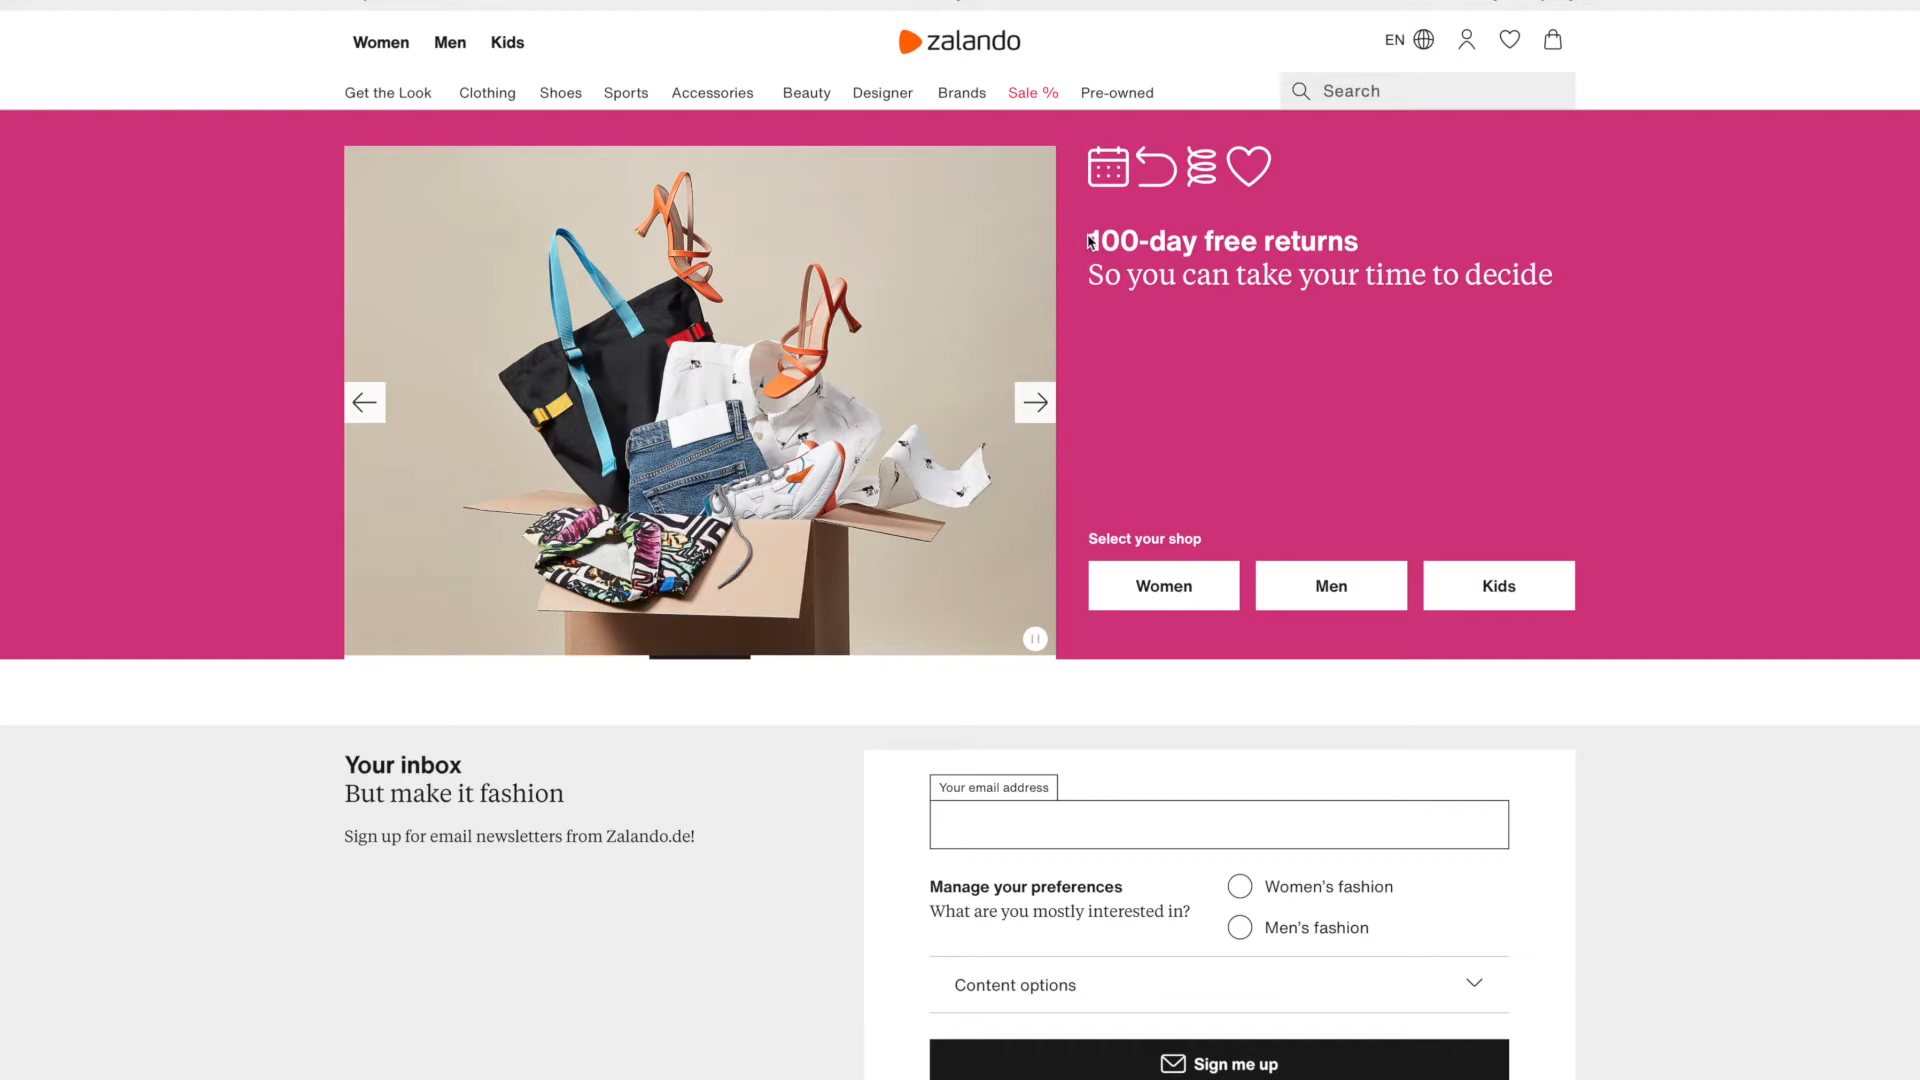 Women Men Kids
zalando
EN
Get the Look Clothing Shoes Sports Accessories Beauty Designer Brands Sale % Pre-owned
Search
100-day free returns
So you can take your time to decide
Select your shop
Women Men Kids
Your inbox
But make it fashion
Sign up for email newsletters from Zalando.de!
Your email address
Manage your preferences
What are you mostly interested in?
Women's fashion
Men's fashion
Content options
Sign me up